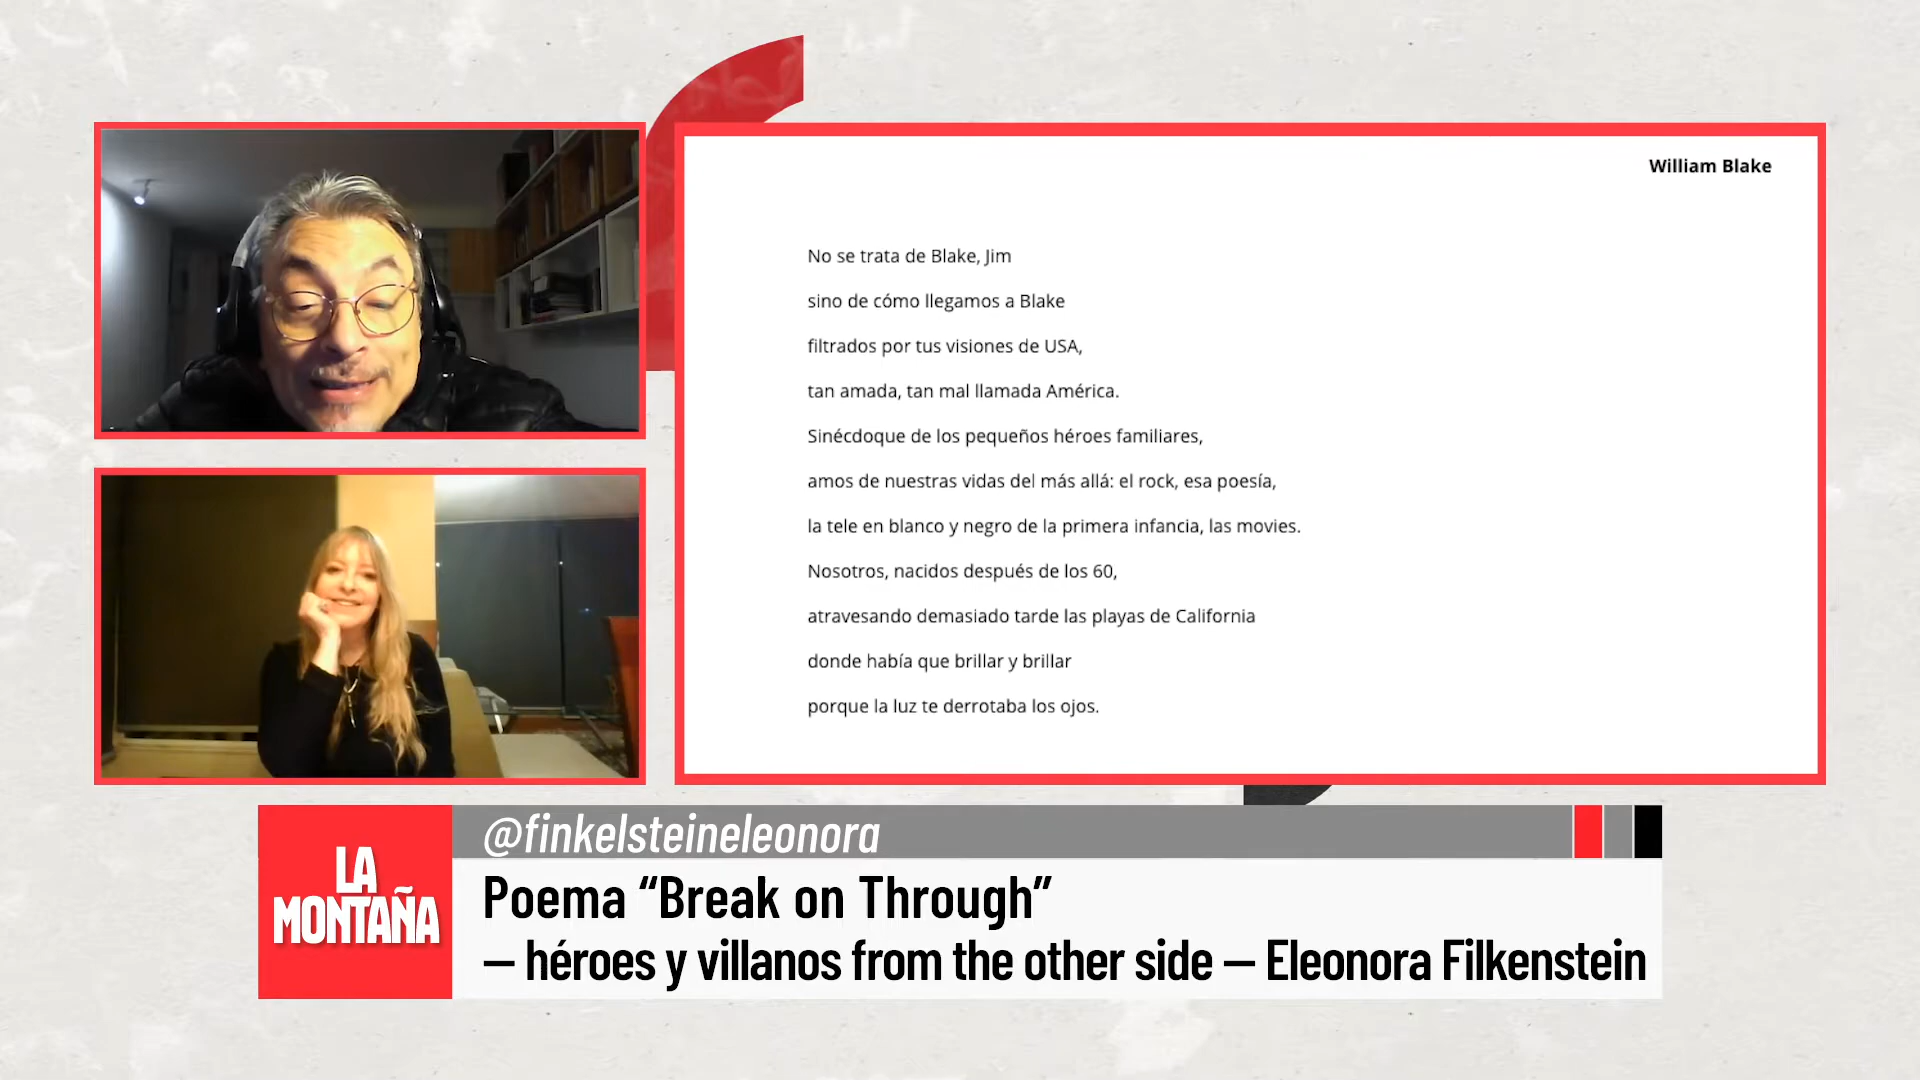 William Blake
No se trata de Blake, Jim
sino de cómo llegamos a Blake
filtrados por tus visiones de USA,
tan amada, tan mal llamada América.
Sinécdoque de los pequeños héroes familiares,
amos de nuestras vidas del más allá: el rock, esa poesía,
la tele en blanco y negro de la primera infancia, las movies.
Nosotros, nacidos después de los 60,
atravesando demasiado tarde las playas de California
donde había que brillar y brillar
porque la luz te derrotaba los ojos.
LA
MONTAÑA
@finkelsteineleonora
Poema “Break on Through”
— héroes y villanos from the other side — Eleonora Filkenstein